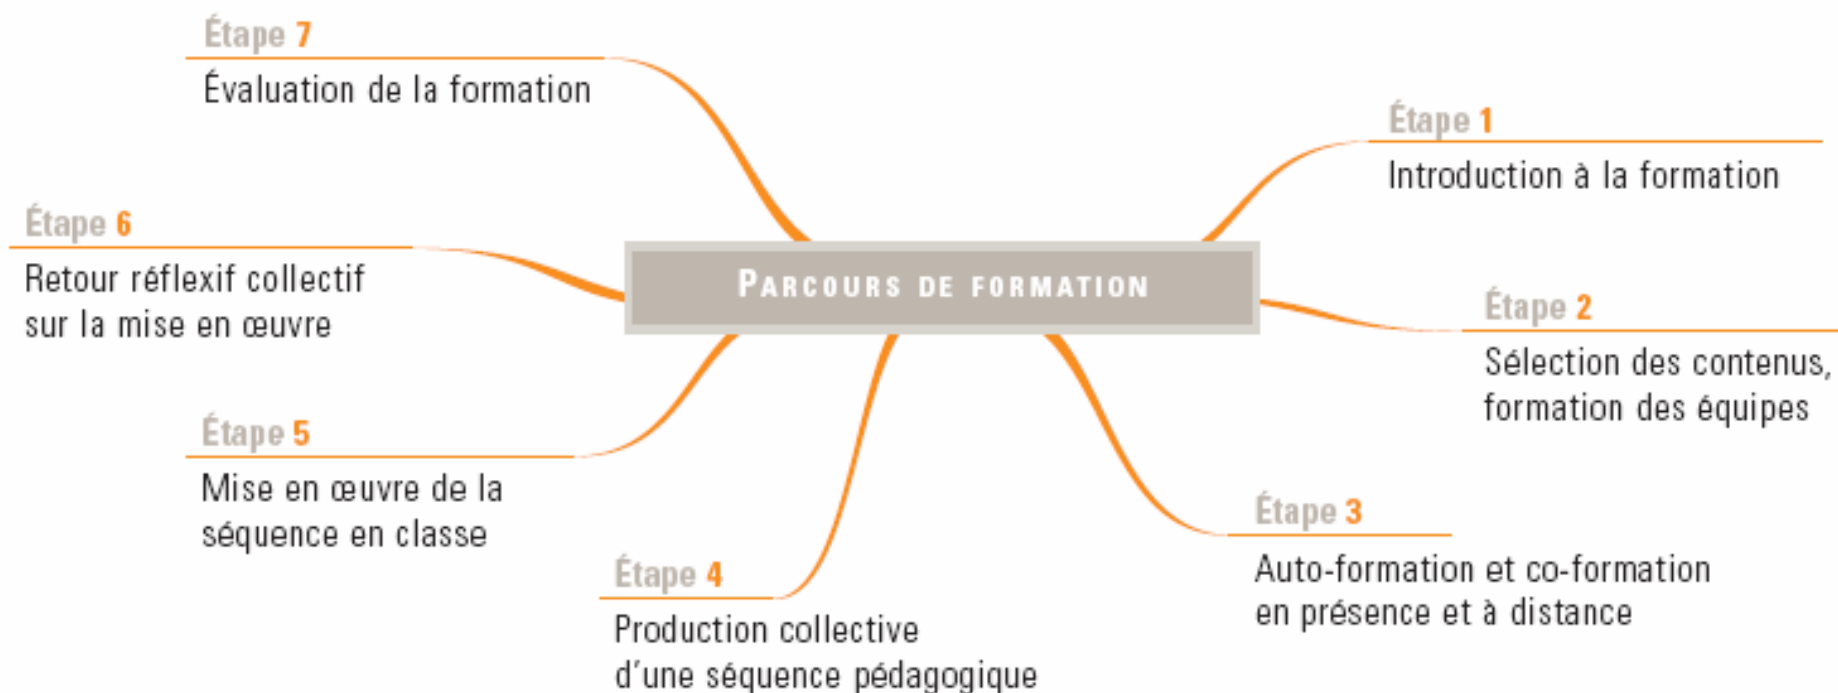 PARCOURS DE FORMATION
Étape 1
Introduction à la formation
Étape 2
Sélection des contenus,
formation des équipes
Étape 3
Auto-formation et co-formation
en présence et à distance
Étape 4
Production collective
d'une séquence pédagogique
Étape 5
Mise en œuvre de la
séquence en classe
Étape 6
Retour réflexif collectif
sur la mise en œuvre
Étape 7
Évaluation de la formation